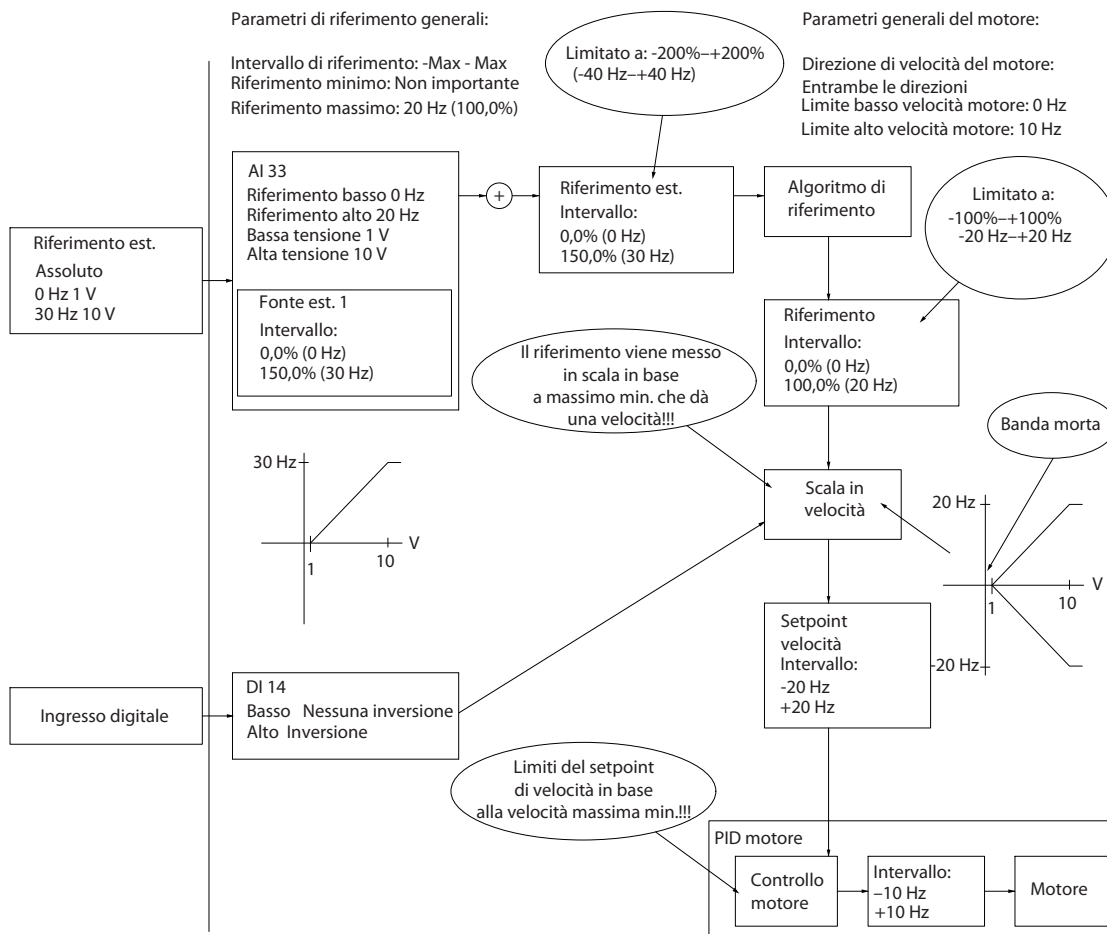 Parametri di riferimento generali:
Intervallo di riferimento: -Max - Max
Riferimento minimo: Non importante
Riferimento massimo: 20 Hz (100,0%)
Limitato a: -200%–+200%
(-40 Hz–+40 Hz)
Parametri generali del motore:
Direzione di velocità del motore:
Entrambe le direzioni
Limite basso velocità motore: 0 Hz
Limite alto velocità motore: 10 Hz
Riferimento est.
Assoluto
0 Hz 1 V
30 Hz 10 V
AI 33
Riferimento basso 0 Hz
Riferimento alto 20 Hz
Bassa tensione 1 V
Alta tensione 10 V
Fonte est. 1
Intervallo:
0,0% (0 Hz)
150,0% (30 Hz)
+
Riferimento est.
Intervallo:
0,0% (0 Hz)
150,0% (30 Hz)
Algoritmo di
riferimento
Limitato a:
-100%–+100%
-20 Hz–+20 Hz
Riferimento
Intervallo:
0,0% (0 Hz)
100,0% (20 Hz)
Il riferimento viene messo
in scala in base
a massimo min. che dà
una velocità!!!
Banda morta
30 Hz
V
1
10
Scala in
velocità
20 Hz
V
1
10
-20 Hz
Setpoint
velocità
Intervallo:
-20 Hz
+20 Hz
Ingresso digitale
DI 14
Basso Nessuna inversione
Alto Inversione
Limiti del setpoint
di velocità in base
alla velocità massima min.!!!
PID motore
Controllo
motore
Intervallo:
–10 Hz
+10 Hz
Motore